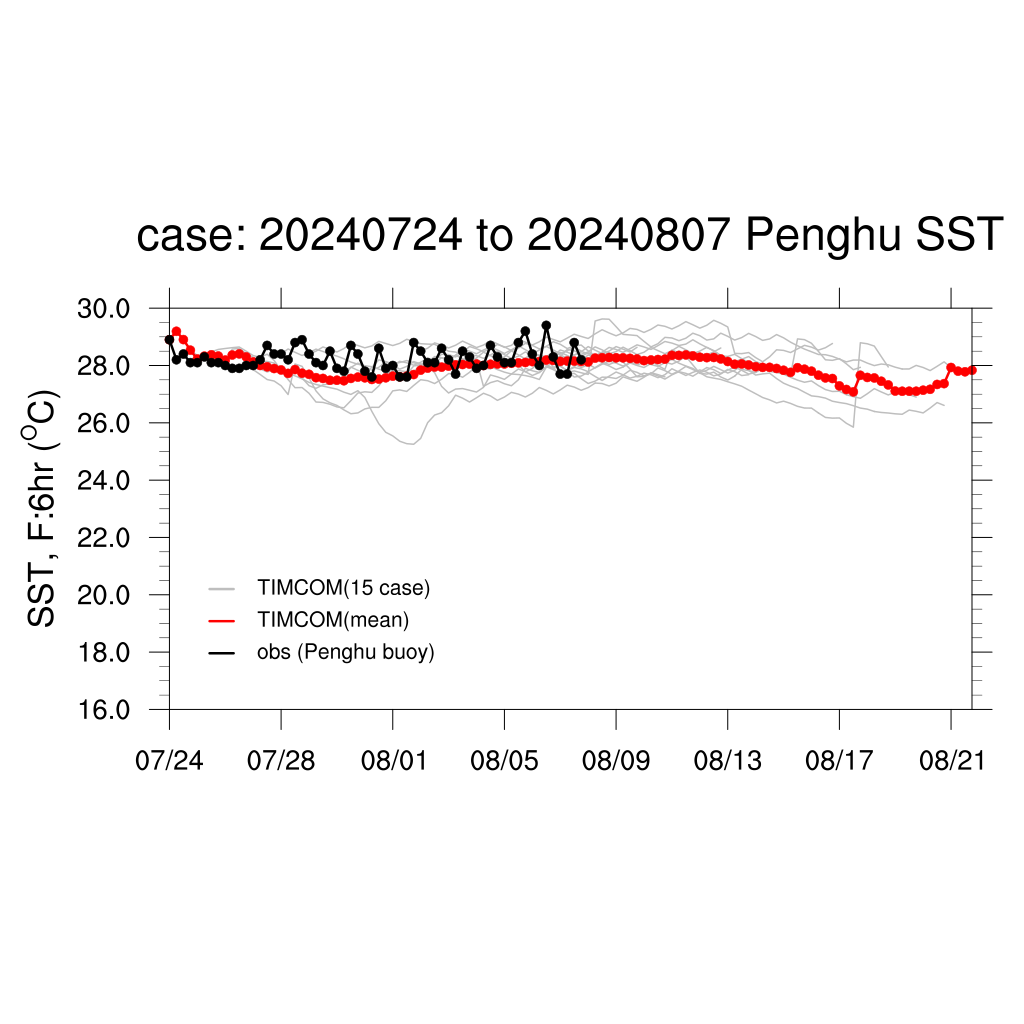 case: 20240724 to 20240807 Penghu SST
SST, F:6hr (°C)
30.0
28.0
26.0
24.0
22.0
20.0
18.0
16.0
TIMCOM(15 case)
TIMCOM(mean)
obs (Penghu buoy)
07/24 07/28 08/01 08/05 08/09 08/13 08/17 08/21